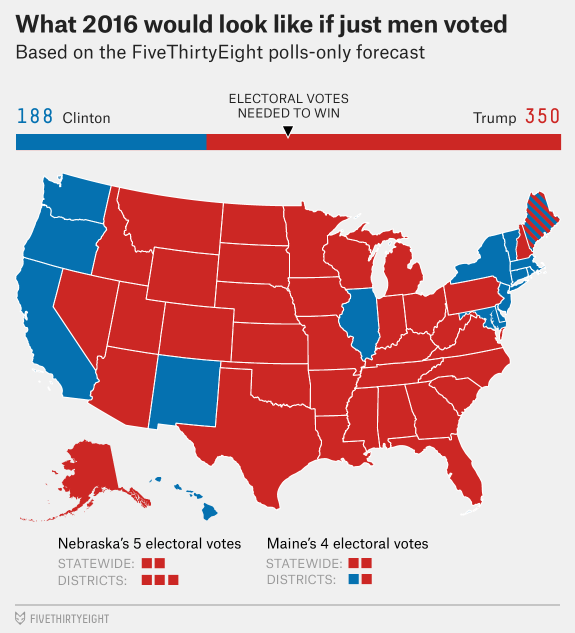 What 2016 would look like if just men voted
Based on the FiveThirtyEight polls-only forecast
ELECTORAL VOTES
NEEDED TO WIN
188 Clinton
Trump 350
Nebraska's 5 electoral votes
STATEWIDE:
DISTRICTS:
Maine's 4 electoral votes
STATEWIDE:
DISTRICTS:
FIVETHIRTYEIGHT